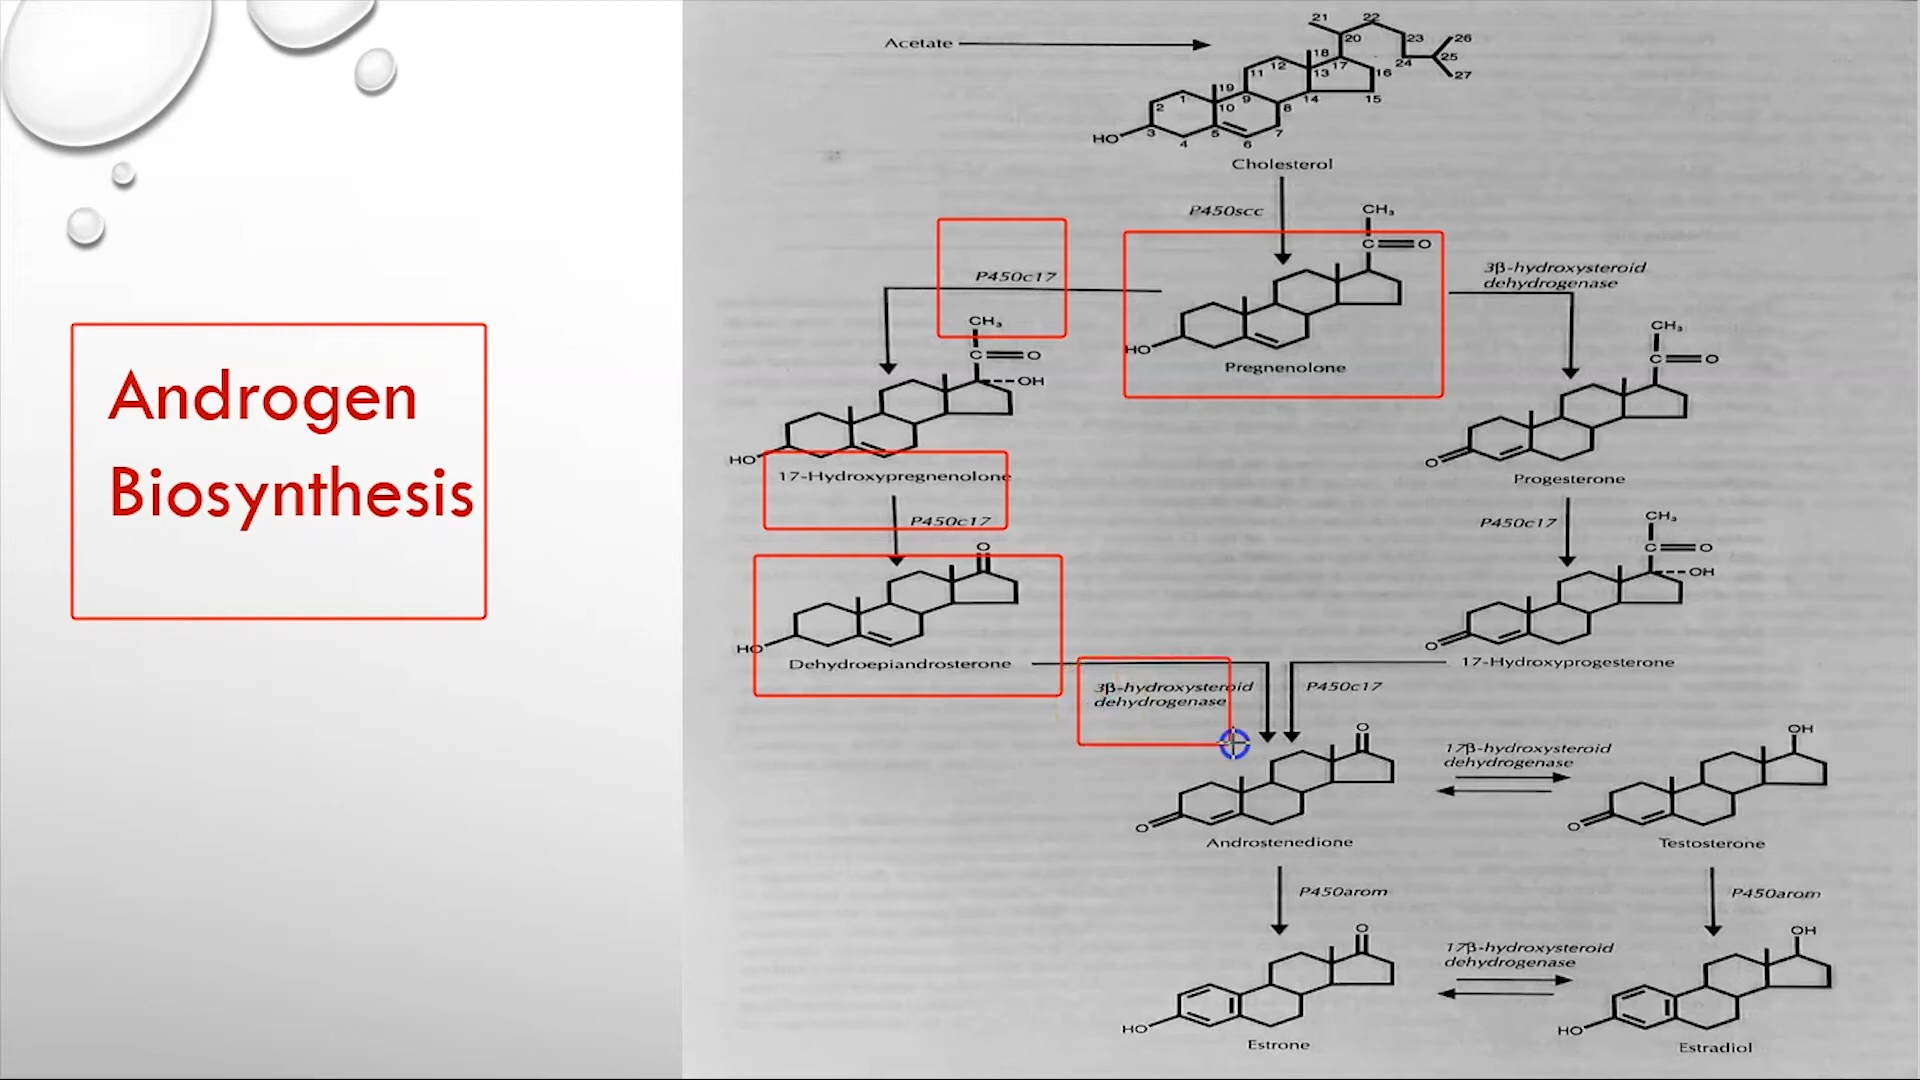 Androgen
Biosynthesis
Acetate
21
22
20
23
26
18
24
25
12
17
27
11
13
16
19
1
9
14
15
2
10
8
HO
3
5
7
4
6
Cholesterol
P450scc
CH₃
C
O
P450c17
3β-hydroxysteroid
dehydrogenase
HO
Pregnenolone
CH₃
C
O
OH
HO
17-Hydroxypregnenolone
CH₃
C
O
O
Progesterone
P450c17
P450c17
O
HO
Dehydroepiandrosterone
CH₃
C
O
OH
O
17-Hydroxyprogesterone
3β-hydroxysteroid
dehydrogenase
P450c17
O
O
Androstenedione
17β-hydroxysteroid
dehydrogenase
OH
O
Testosterone
P450arom
P450arom
O
HO
Estrone
17β-hydroxysteroid
dehydrogenase
OH
HO
Estradiol